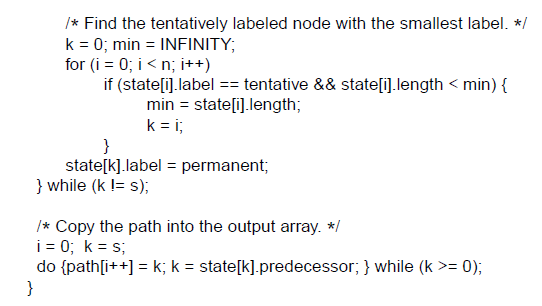 /* Find the tentatively labeled node with the smallest label. */
k = 0; min = INFINITY;
for (i = 0; i < n; i++)
if (state[i].label == tentative && state[i].length < min) {
min = state[i].length;
k = i;
}
state[k].label = permanent;
} while (k != s);
/* Copy the path into the output array. */
i = 0; k = s;
do {path[i++] = k; k = state[k].predecessor; } while (k >= 0);
}